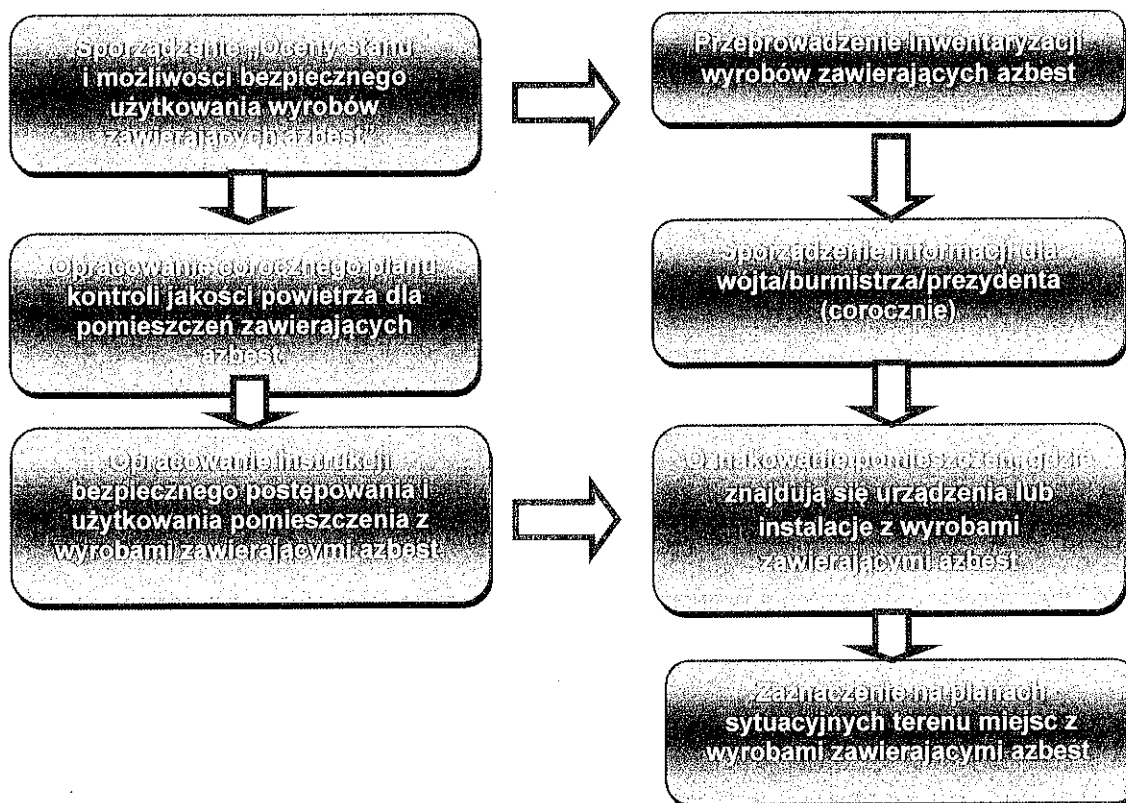 Sporządzenie „Oceny stanu
i możliwości bezpiecznego
użytkowania wyrobów
zawierających azbest"
Przeprowadzenie Inwentaryzacji
wyrobów zawierających azbest
Opracowanie corocznego planu
kontroli jakości powietrza dla
pomieszczeń zawierających
azbest
Sporządzenie informacji dla
wojta/burmistrza/prezydenta
(corocznie)
Opracowanie instrukcji
bezpiecznego postępowania i
użytkowania pomieszczenia z
wyrobami zawierającymi azbest
Oznakowanie pomieszczeń, gdzie
znajdują się urządzenia lub
instalacje z wyrobami
zawierającymi azbest
Zaznaczenie na planach
sytuacyjnych terenu miejsc z
wyrobami zawierającymi azbest